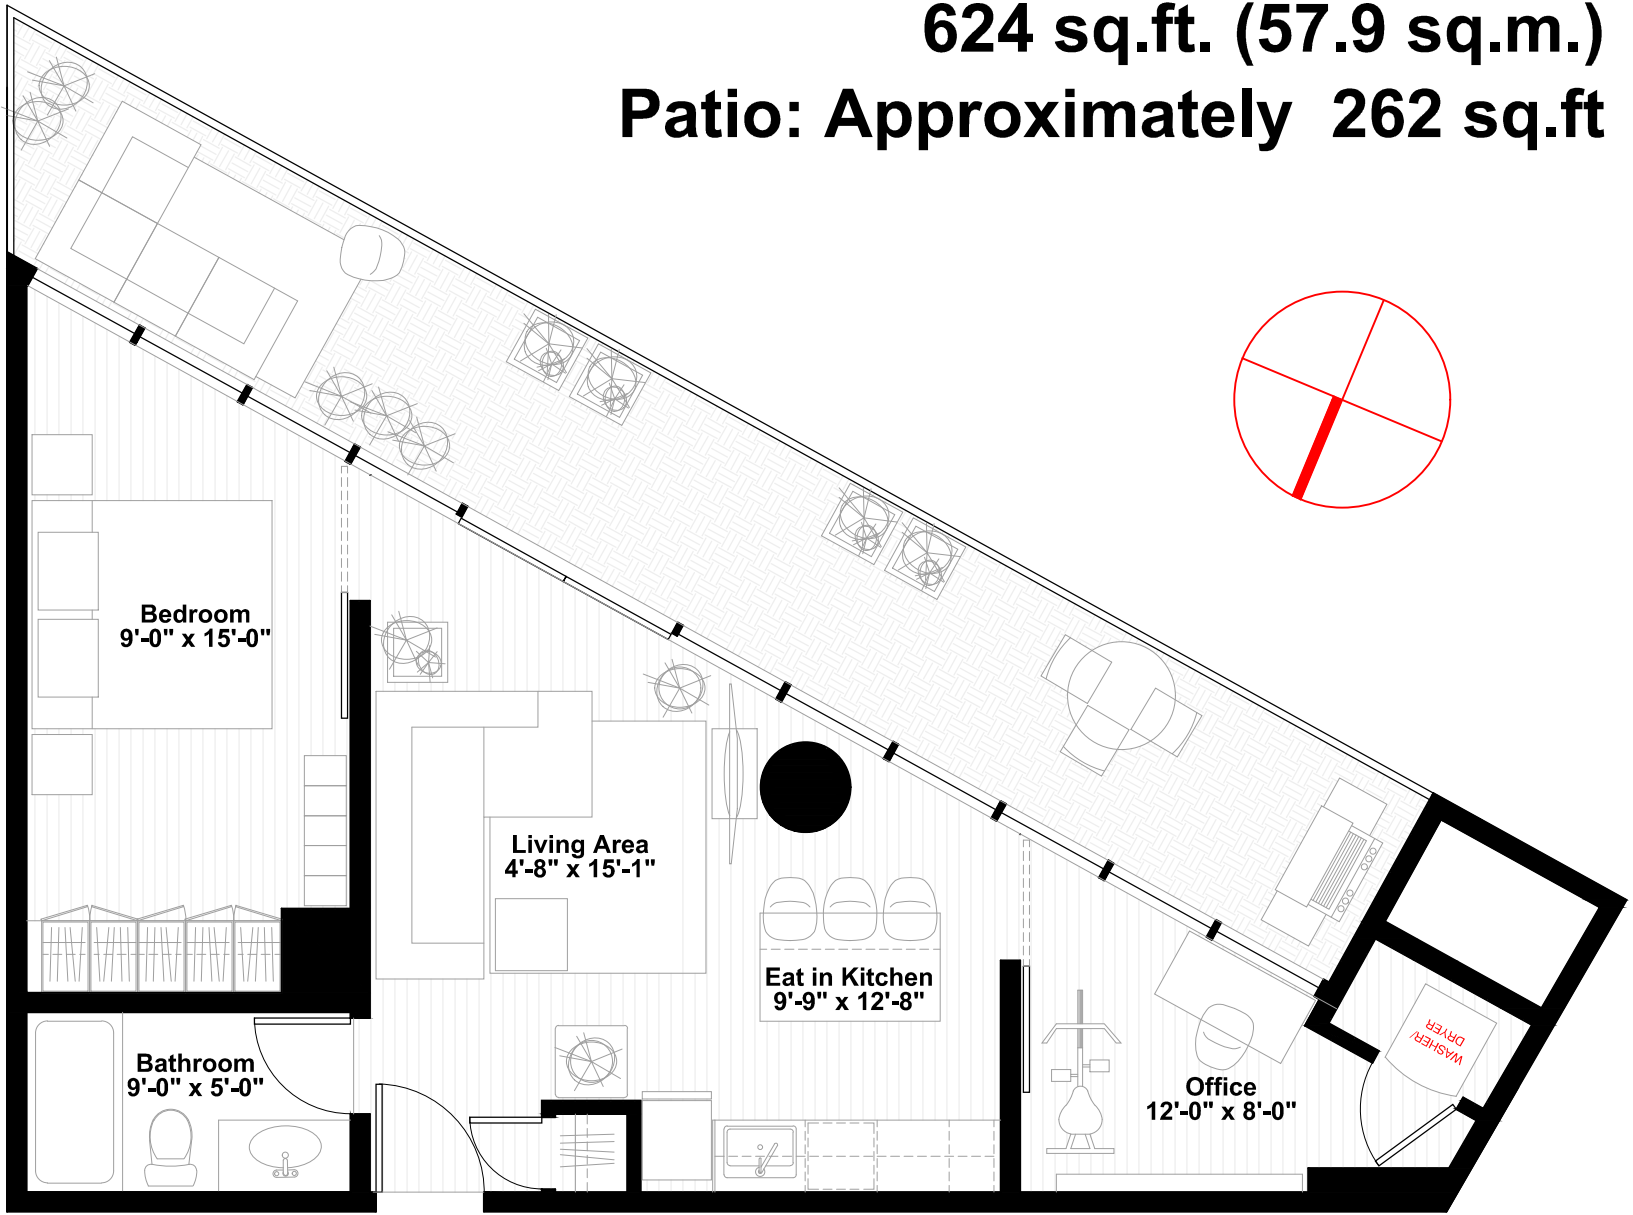 624 sq.ft. (57.9 sq.m.)
Patio: Approximately 262 sq.ft
Bedroom
9'-0" x 15'-0"
Living Area
4'-8" x 15'-1"
Eat in Kitchen
9'-9" x 12'-8"
Bathroom
9'-0" x 5'-0"
Office
12'-0" x 8'-0"
WASHER/
DRYER